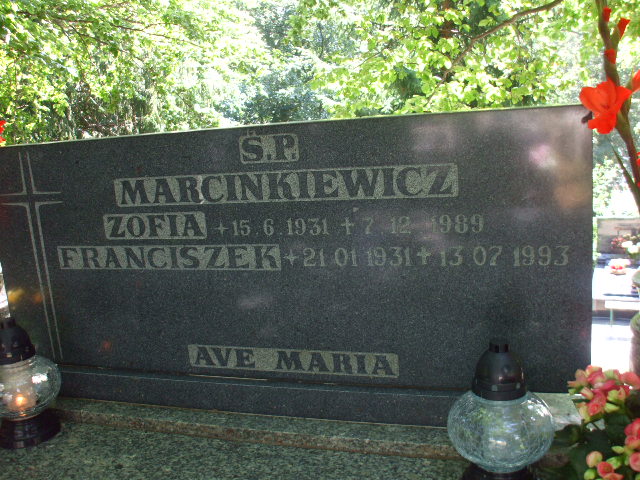 Ś.P.
MARCINKIEWICZ
ZOFIA +15.6.1931 +7.12.1989
FRANCISZEK +21.01.1931+13.07.1993
AVE MARIA